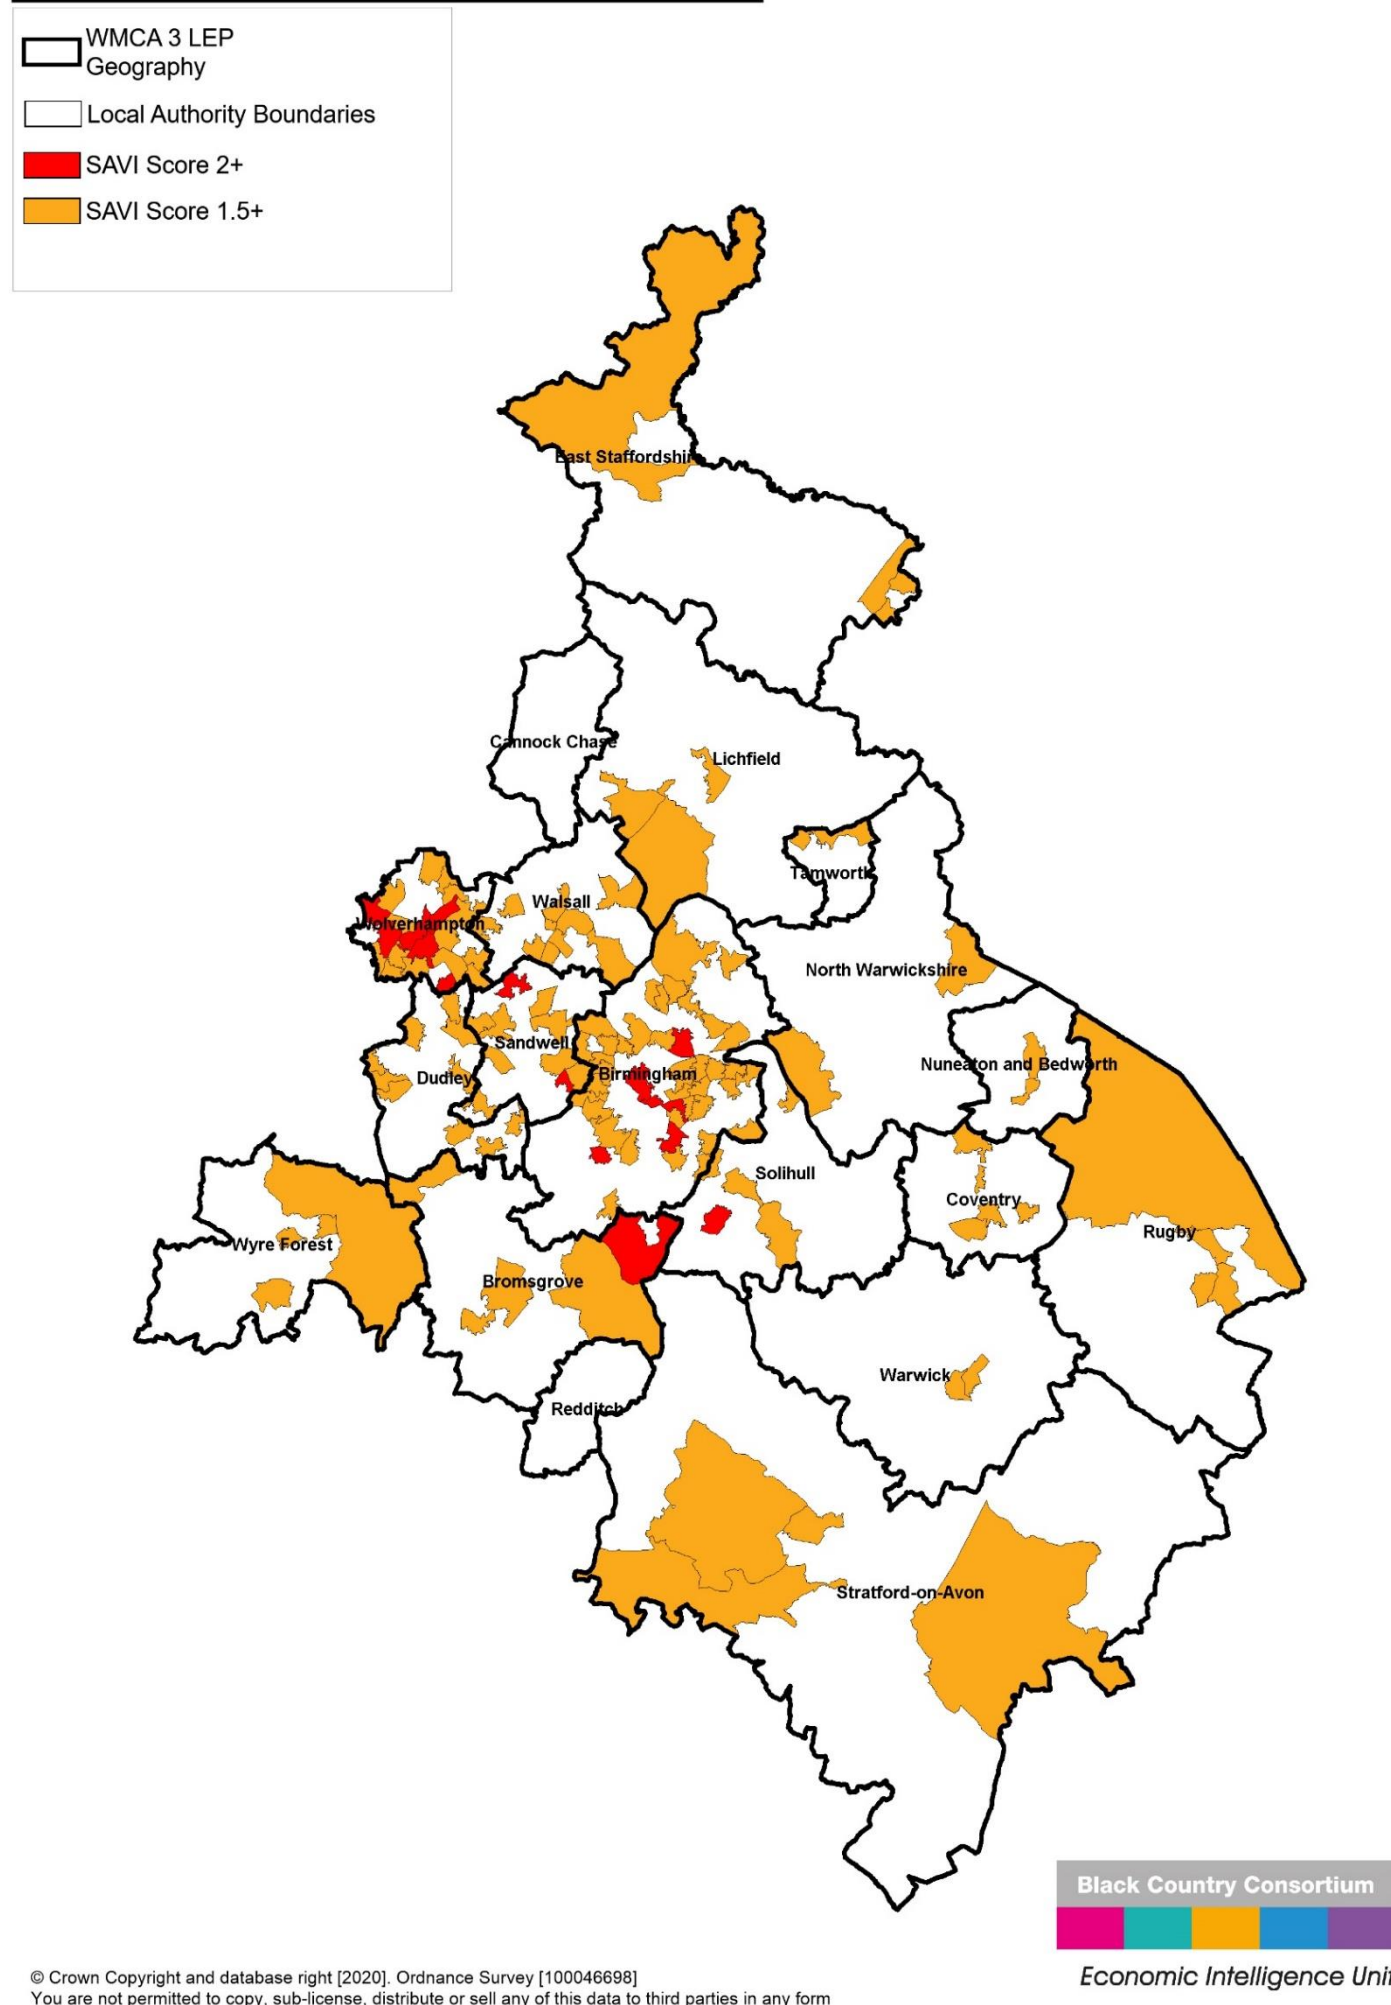 WMCA 3 LEP
Geography
Local Authority Boundaries
SAVI Score 2+
SAVI Score 1.5+
East Staffordshire
Cannock Chase
Lichfield
Tamworth
Walsall
Wolverhampton
North Warwickshire
Sandwell
Nuneaton and Bedworth
Birmingham
Dudley
Solihull
Coventry
Rugby
Wyre Forest
Bromsgrove
Warwick
Redditch
Stratford-on-Avon
Black Country Consortium
Economic Intelligence Unit
© Crown Copyright and database right [2020]. Ordnance Survey [100046698]
You are not permitted to copy, sub-license, distribute or sell any of this data to third parties in any form